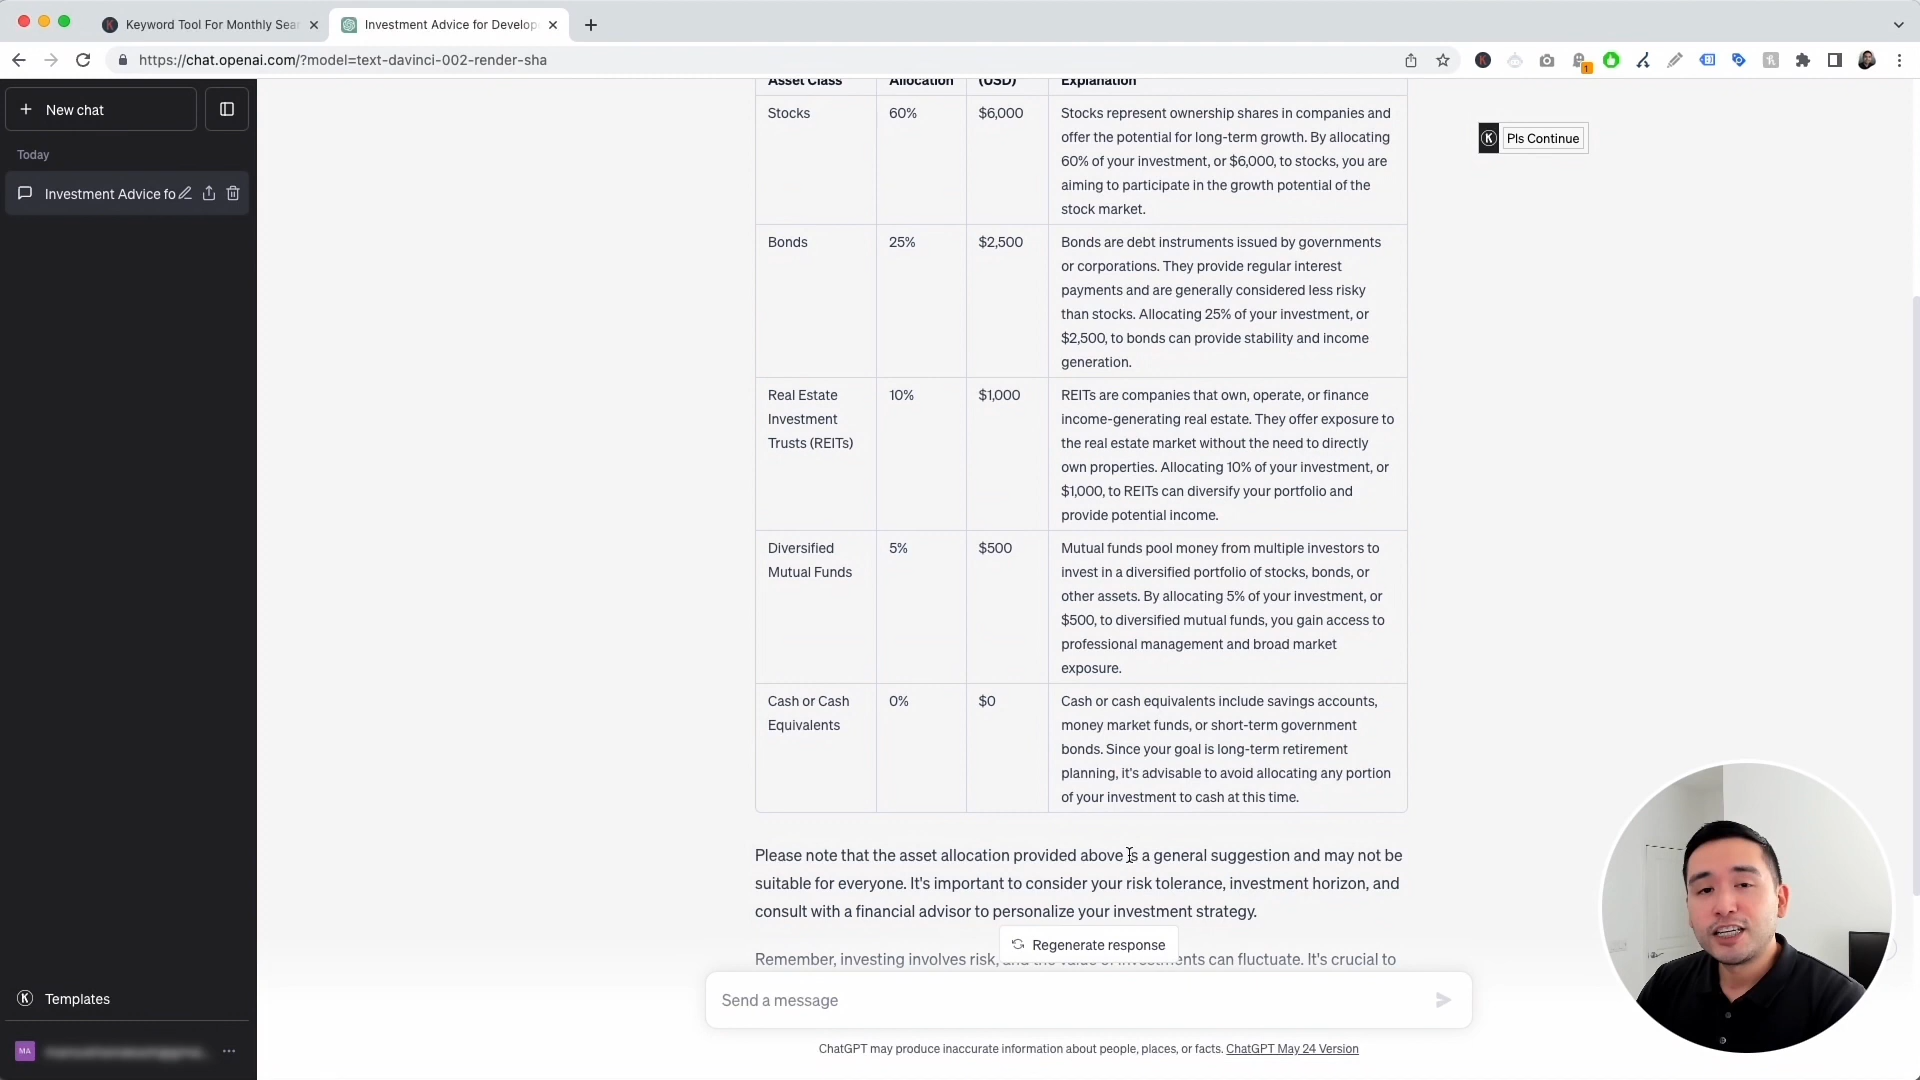 Keyword Tool For Monthly Sear
Investment Advice for Develop
https://chat.openai.com/?model=text-davinci-002-render-sha
1
New chat
Today
Investment Advice fo
Templates
MA
Asset Class
Allocation
(USD)
Explanation
Stocks
60%
$6,000
Stocks represent ownership shares in companies and
offer the potential for long-term growth. By allocating
60% of your investment, or $6,000, to stocks, you are
aiming to participate in the growth potential of the
stock market.
Bonds
25%
$2,500
Bonds are debt instruments issued by governments
or corporations. They provide regular interest
payments and are generally considered less risky
than stocks. Allocating 25% of your investment, or
$2,500, to bonds can provide stability and income
generation.
Real Estate
Investment
Trusts (REITs)
10%
$1,000
REITs are companies that own, operate, or finance
income-generating real estate. They offer exposure to
the real estate market without the need to directly
own properties. Allocating 10% of your investment, or
$1,000, to REITs can diversify your portfolio and
provide potential income.
Diversified
Mutual Funds
5%
$500
Mutual funds pool money from multiple investors to
invest in a diversified portfolio of stocks, bonds, or
other assets. By allocating 5% of your investment, or
$500, to diversified mutual funds, you gain access to
professional management and broad market
exposure.
Cash or Cash
Equivalents
0%
$0
Cash or cash equivalents include savings accounts,
money market funds, or short-term government
bonds. Since your goal is long-term retirement
planning, it's advisable to avoid allocating any portion
of your investment to cash at this time.
K Pls Continue
Please note that the asset allocation provided above is a general suggestion and may not be
suitable for everyone. It's important to consider your risk tolerance, investment horizon, and
consult with a financial advisor to personalize your investment strategy.
Regenerate response
Remember, investing involves risk, and the value of investments can fluctuate. It's crucial to
Send a message
ChatGPT may produce inaccurate information about people, places, or facts. ChatGPT May 24 Version